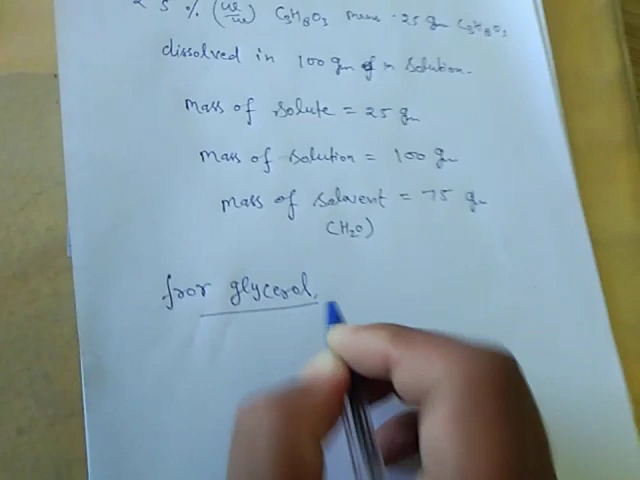 25 % (w/w) C3H8O3 means 25 gm C3H8O3
dissolved in 100 gm of solution.
Mass of solute = 25 gm
Mass of solution = 100 gm
Mass of solvent = 75 gm
(H2O)
for glycerol,